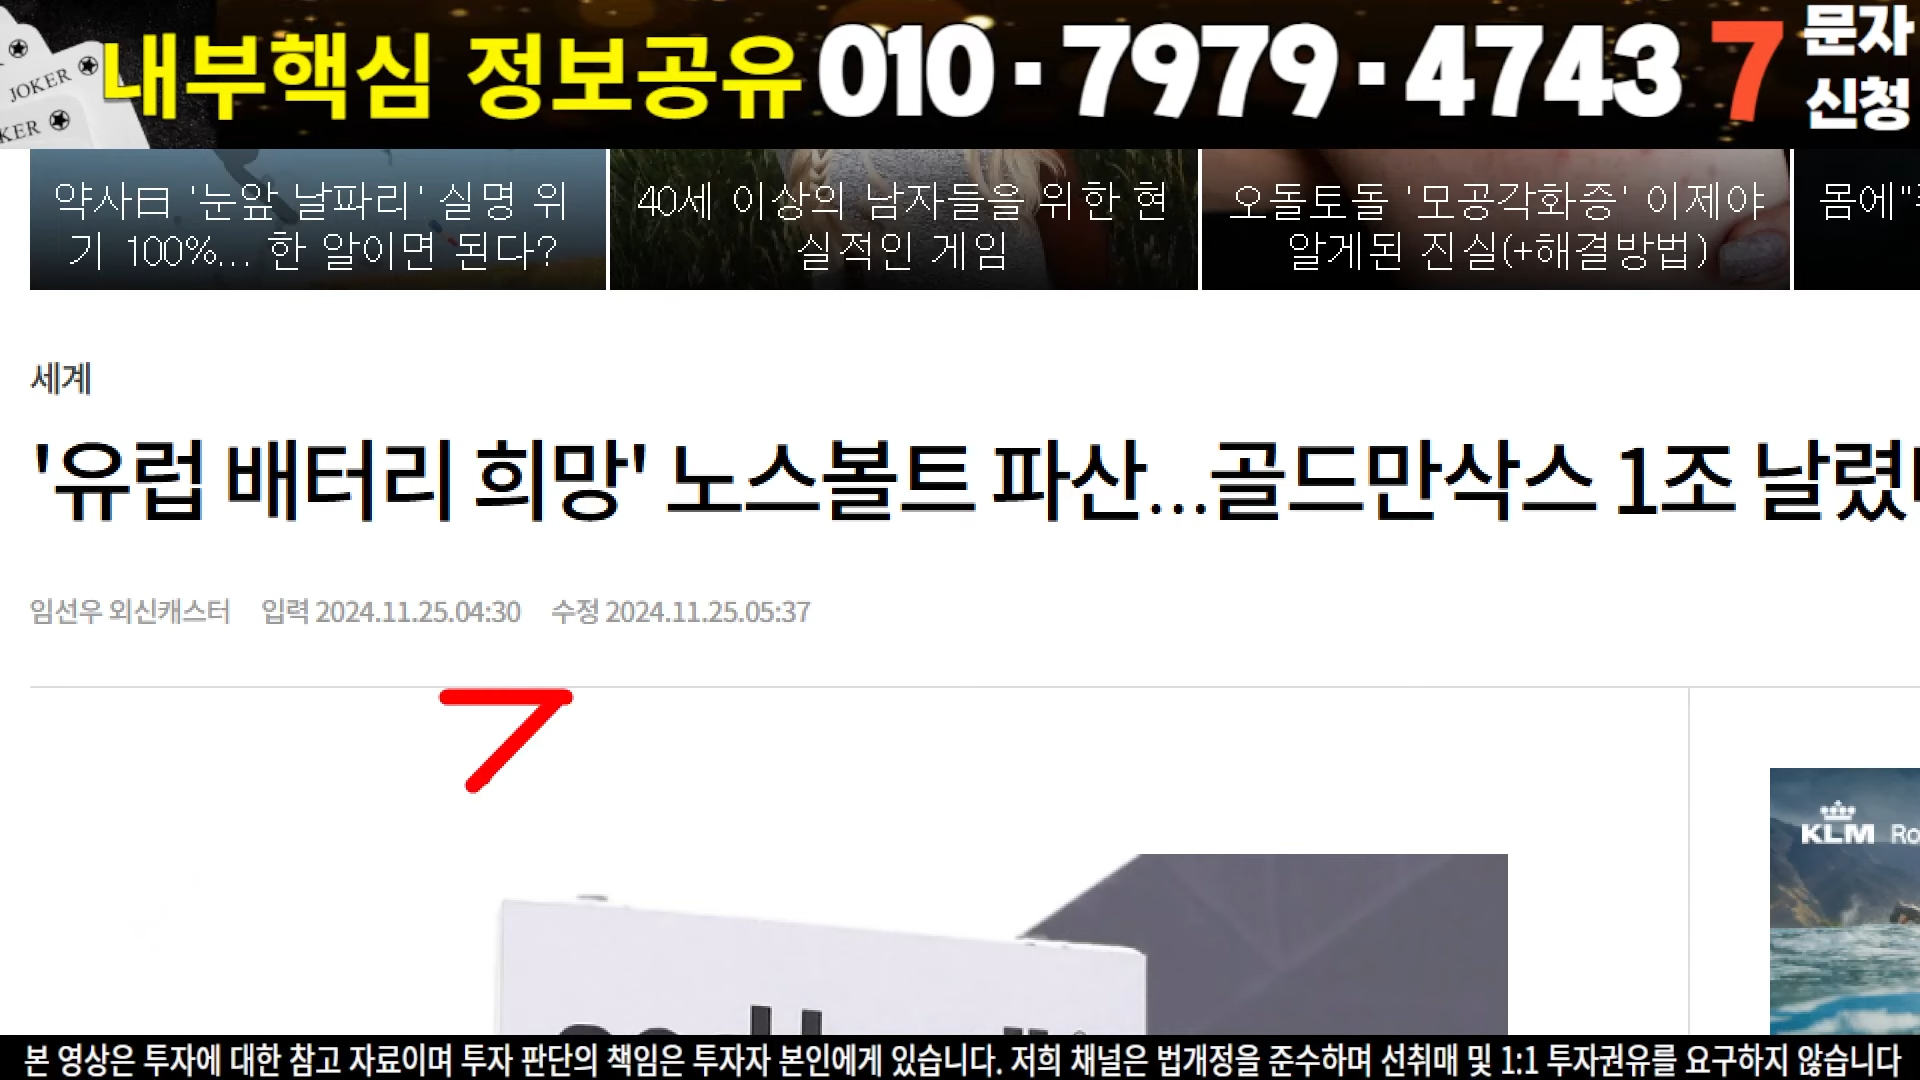 JOKER
KER
내부핵심 정보공유 010·7979·4743 7 문자
신청
약사曰 '눈앞 날파리' 실명 위
기 100%... 한 알이면 된다?
40세 이상의 남자들을 위한 현
실적인 게임
오돌토돌 '모공각화증' 이제야
알게된 진실(+해결방법)
몸에"
세계
'유럽 배터리 희망' 노스볼트 파산...골드만삭스 1조 날렸
임선우 외신캐스터 입력 2024.11.25.04:30 수정 2024.11.25.05:37
KLM Ro
본 영상은 투자에 대한 참고 자료이며 투자 판단의 책임은 투자자 본인에게 있습니다. 저희 채널은 법개정을 준수하며 선취매 및 1:1 투자권유를 요구하지 않습니다